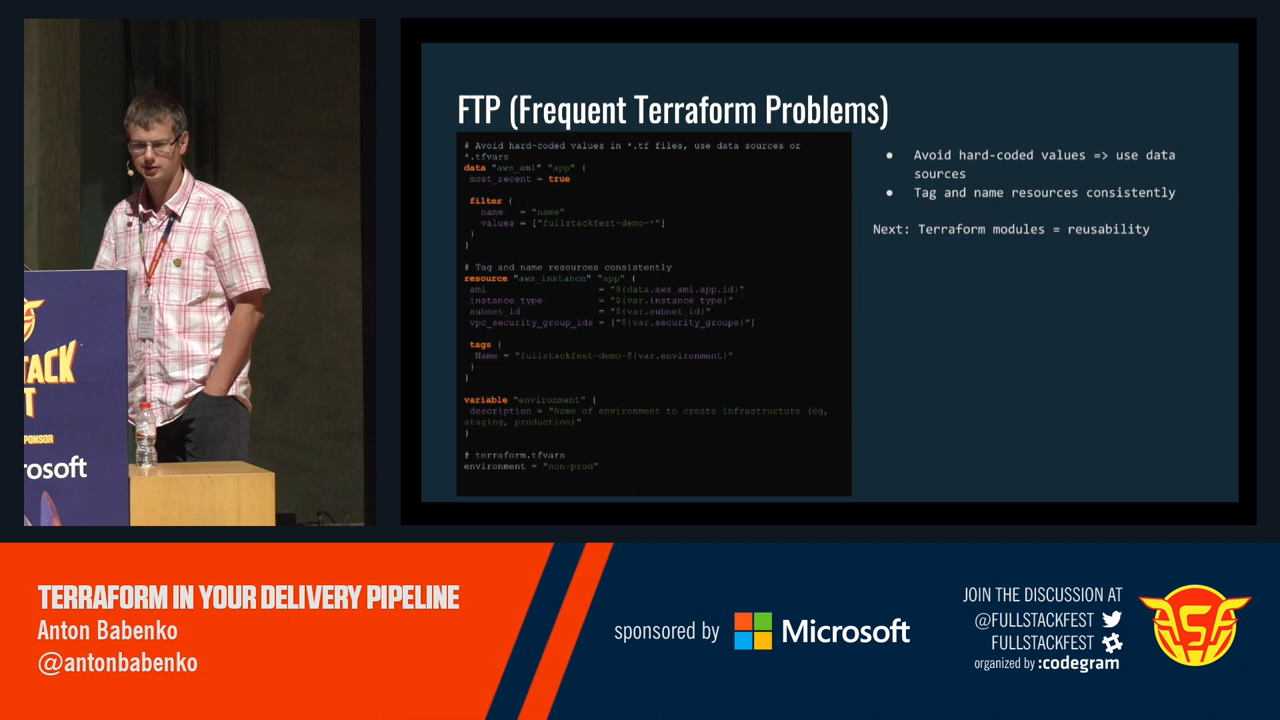 FTP (Frequent Terraform Problems)
# Avoid hard-coded values in *.tf files, use data sources or
*.tfvars
data "aws_ami" "app" {
most_recent = true
filter {
name = "name"
values = ["fullstackfest-demo-*"]
}
}
# Tag and name resources consistently
resource "aws_instance" "app" {
ami = "${data.aws_ami.app.id}"
instance_type = "${var.instance_type}"
subnet_id = "${var.subnet_id}"
vpc_security_group_ids = ["${var.security_groups}"]
tags {
Name = "fullstackfest-demo-${var.environment}"
}
}
variable "environment" {
description = "Name of environment to create infrastructure (eg,
staging, production)"
}
# terraform.tfvars
environment = "non-prod"
● Avoid hard-coded values => use data
sources
● Tag and name resources consistently
Next: Terraform modules = reusability
TACK
T
PONSOR
rosoft
TERRAFORM IN YOUR DELIVERY PIPELINE
Anton Babenko
@antonbabenko
sponsored by Microsoft
JOIN THE DISCUSSION AT
@FULLSTACKFEST
FULLSTACKFEST
organized by :codegram
FSF